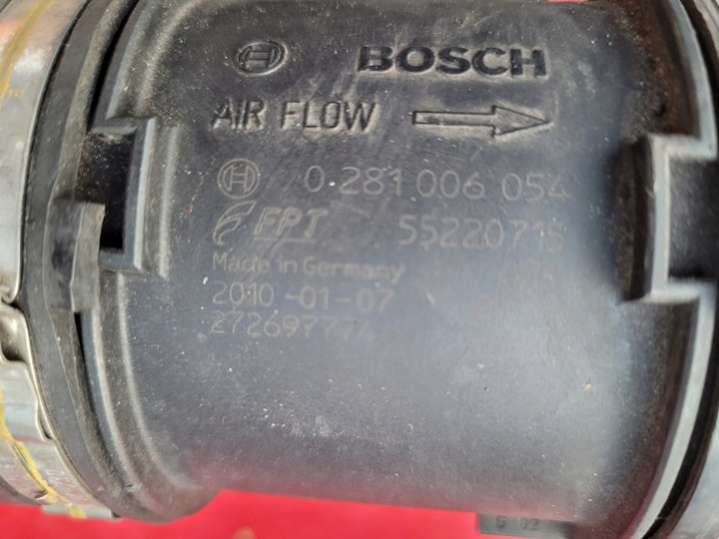 BOSCH
AIR FLOW
0 281 006 054
FPT 55220715
Made in Germany
2010-01-07